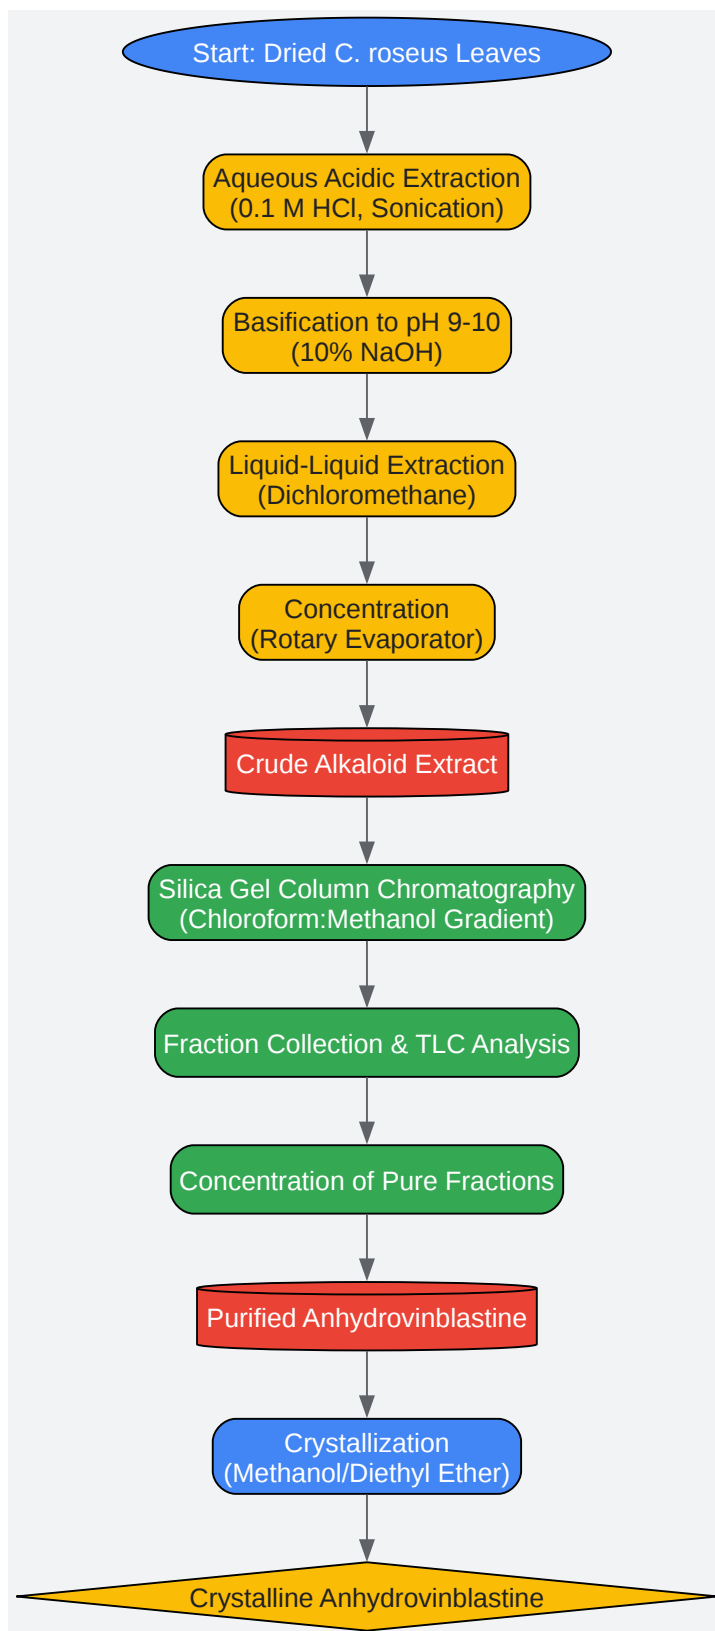 Start: Dried C. roseus Leaves
Aqueous Acidic Extraction
(0.1 M HCl, Sonication)
Basification to pH 9-10
(10% NaOH)
Liquid-Liquid Extraction
(Dichloromethane)
Concentration
(Rotary Evaporator)
Crude Alkaloid Extract
Silica Gel Column Chromatography
(Chloroform:Methanol Gradient)
Fraction Collection & TLC Analysis
Concentration of Pure Fractions
Purified Anhydrovinblastine
Crystallization
(Methanol/Diethyl Ether)
Crystalline Anhydrovinblastine